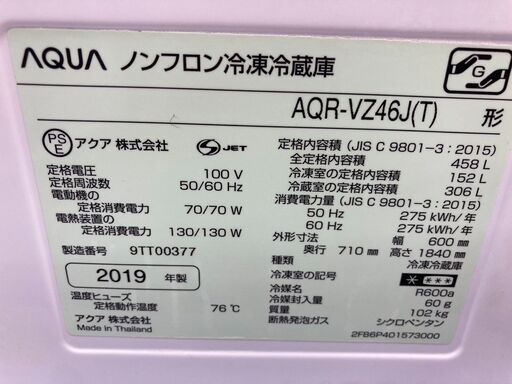 AQUA ノンフロン冷凍冷蔵庫
G
AQR-VZ46J(T) 形
PS E アクア 株式会社 S JET
定格電圧 100 V
定格周波数 50/60 Hz
電動機の
定格消費電力 70/70 W
電熱装置の
定格消費電力 130/130 W
製造番号 9TT00377
2019 年製
温度ヒューズ
定格動作温度 76℃
アクア 株式会社
Made in Thailand
定格内容積 (JIS C 9801-3 : 2015)
全定格内容積 458 L
冷凍室の定格内容積 152 L
冷蔵室の定格内容積 306 L
消費電力量 (JIS C 9801-3 : 2015)
50 Hz 275 kWh/年
60 Hz 275 kWh/年
外形寸法 幅 600 mm
奥行 710 mm 高さ 1840 mm
種類 冷凍冷蔵庫
冷凍室の記号 ****
冷媒名 R600a
冷媒封入量 60 g
質量 102 kg
断熱発泡ガス シクロペンタン
2FB6P401573000